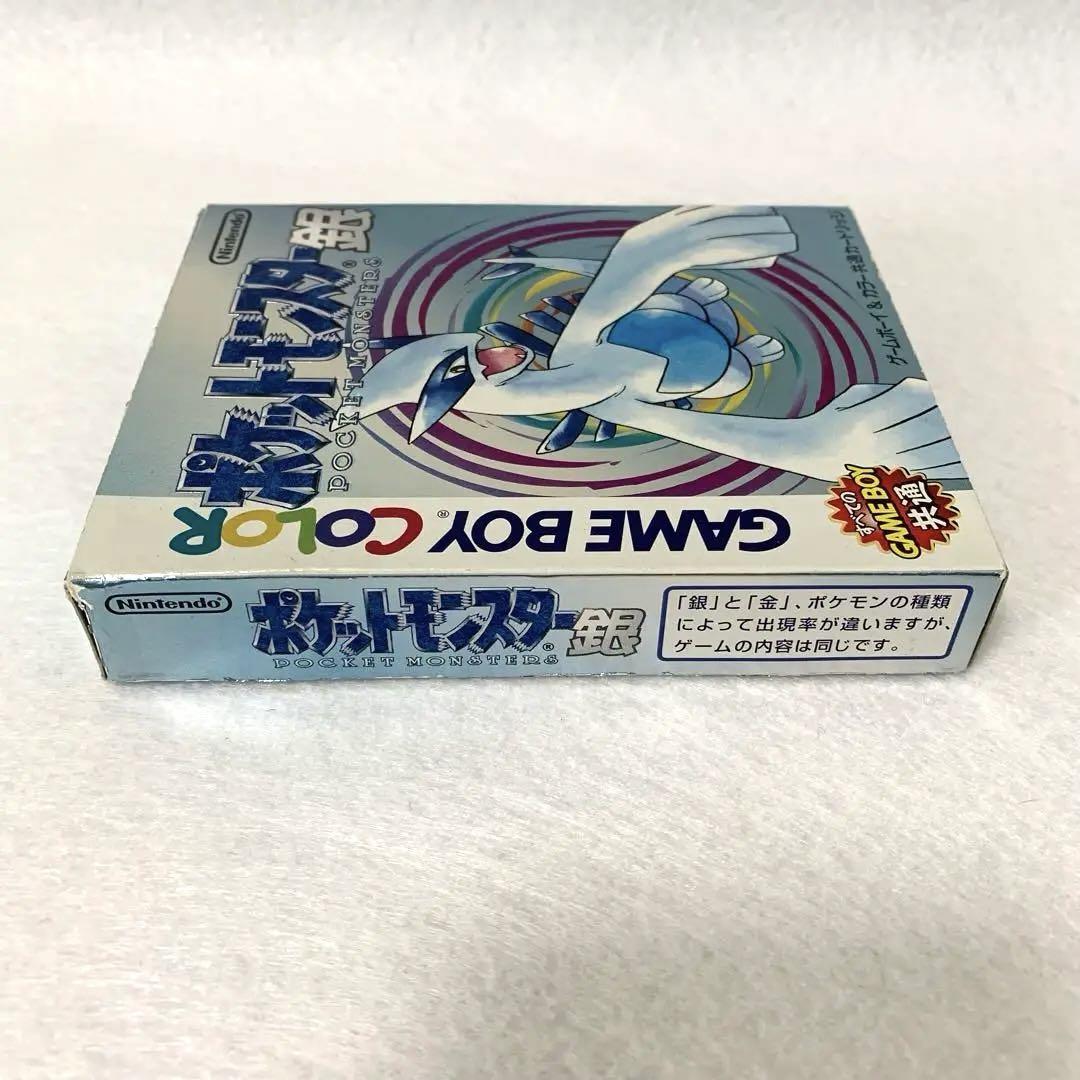 Nintendo
ポケットモンスター銀
POCKET MONSTERS
ゲームボーイ&カラー共通カートリッジ
GAME BOY COLOR
すべての
GAME BOY
共通
Nintendo
ポケットモンスター銀
POCKET MONSTERS
「銀」と「金」、ポケモンの種類
によって出現率が違いますが、
ゲームの内容は同じです。